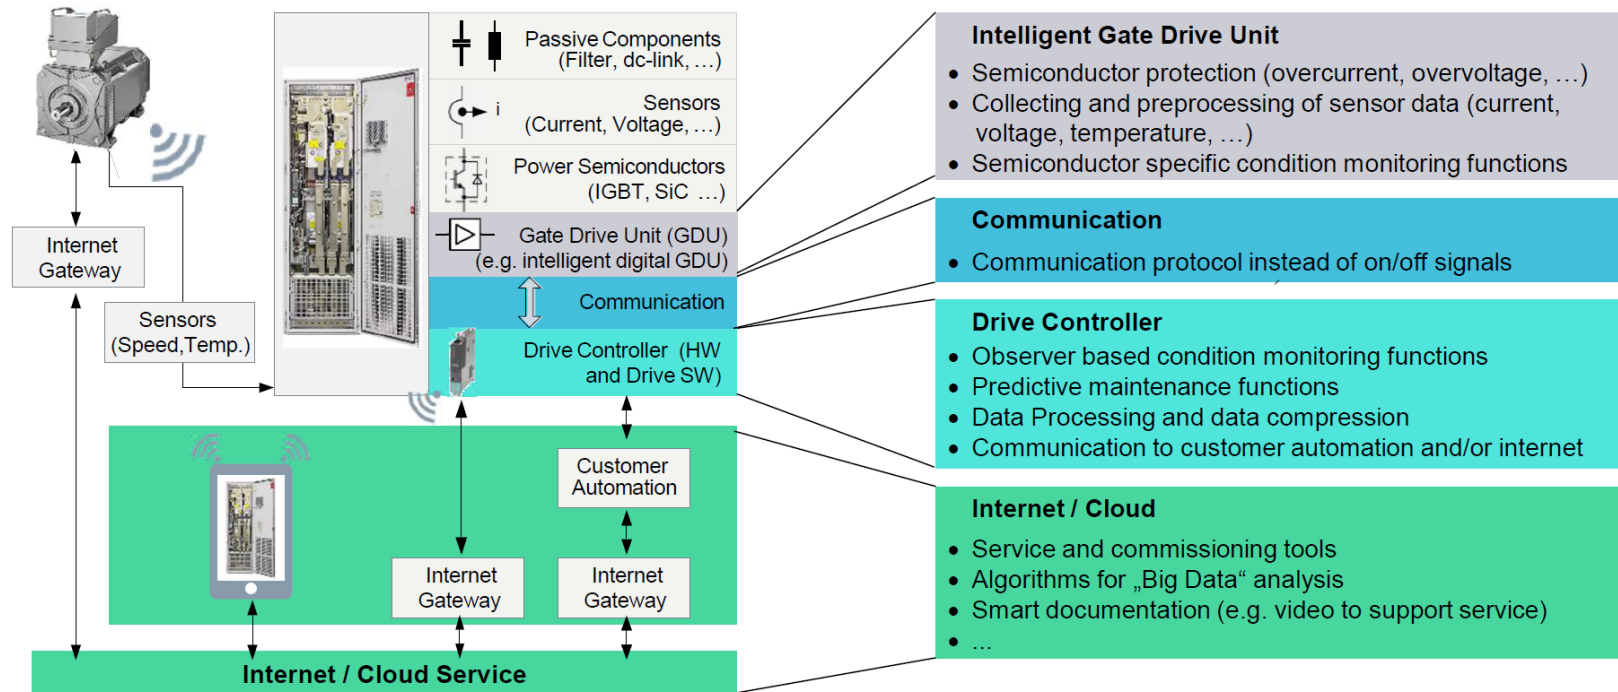 Passive Components
(Filter, dc-link, ...)
Sensors
(Current, Voltage, ...)
i
Power Semiconductors
(IGBT, SiC ...)
Gate Drive Unit (GDU)
(e.g. intelligent digital GDU)
Communication
Drive Controller (HW
and Drive SW)
Internet
Gateway
Sensors
(Speed,Temp.)
Customer
Automation
Internet
Gateway
Internet
Gateway
Internet / Cloud Service
Intelligent Gate Drive Unit
• Semiconductor protection (overcurrent, overvoltage, ...)
• Collecting and preprocessing of sensor data (current,
voltage, temperature, ...)
• Semiconductor specific condition monitoring functions
Communication
• Communication protocol instead of on/off signals
Drive Controller
• Observer based condition monitoring functions
• Predictive maintenance functions
• Data Processing and data compression
• Communication to customer automation and/or internet
Internet / Cloud
• Service and commissioning tools
• Algorithms for „Big Data“ analysis
• Smart documentation (e.g. video to support service)
• ...